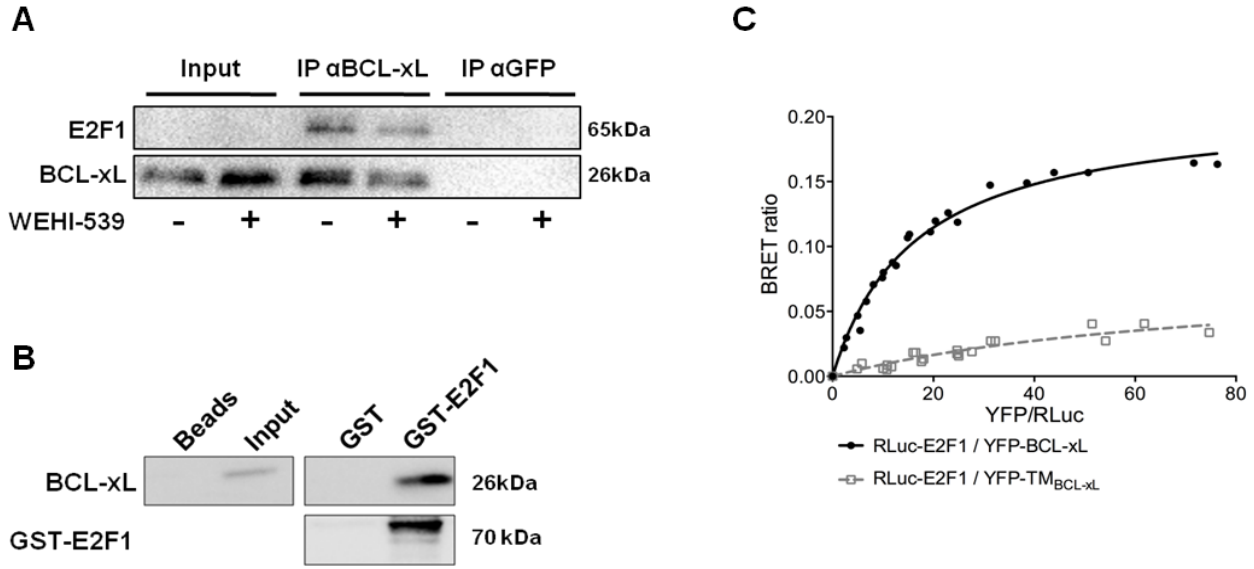 A
Input IP αBCL-xL IP αGFP
E2F1 65kDa
BCL-xL 26kDa
WEHI-539 - + - + - +
B
Beads Input GST GST-E2F1
BCL-xL 26kDa
GST-E2F1 70 kDa
C
BRET ratio
0.20
0.15
0.10
0.05
0.00
0 20 40 60 80
YFP/RLuc
RLuc-E2F1 / YFP-BCL-xL
RLuc-E2F1 / YFP-TM BCL-xL